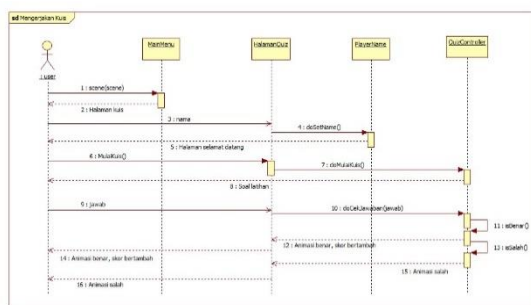 sd Mengerjakan Kuis
MainMenu
HalamanQuiz
PlayerName
QuizController
: user
1 : scene(scene)
2 : Halaman kuis
3 : nama
4 : doSetName()
5 : Halaman selamat datang
6 : MulaiKuis()
7 : doMulaiKuis()
8 : Soal latihan
9 : jawab
10 : doCekJawaban(jawab)
11 : isBenar()
12 : Animasi benar, skor bertambah
13 : isSalah()
14 : Animasi benar, skor bertambah
15 : Animasi salah
16 : Animasi salah